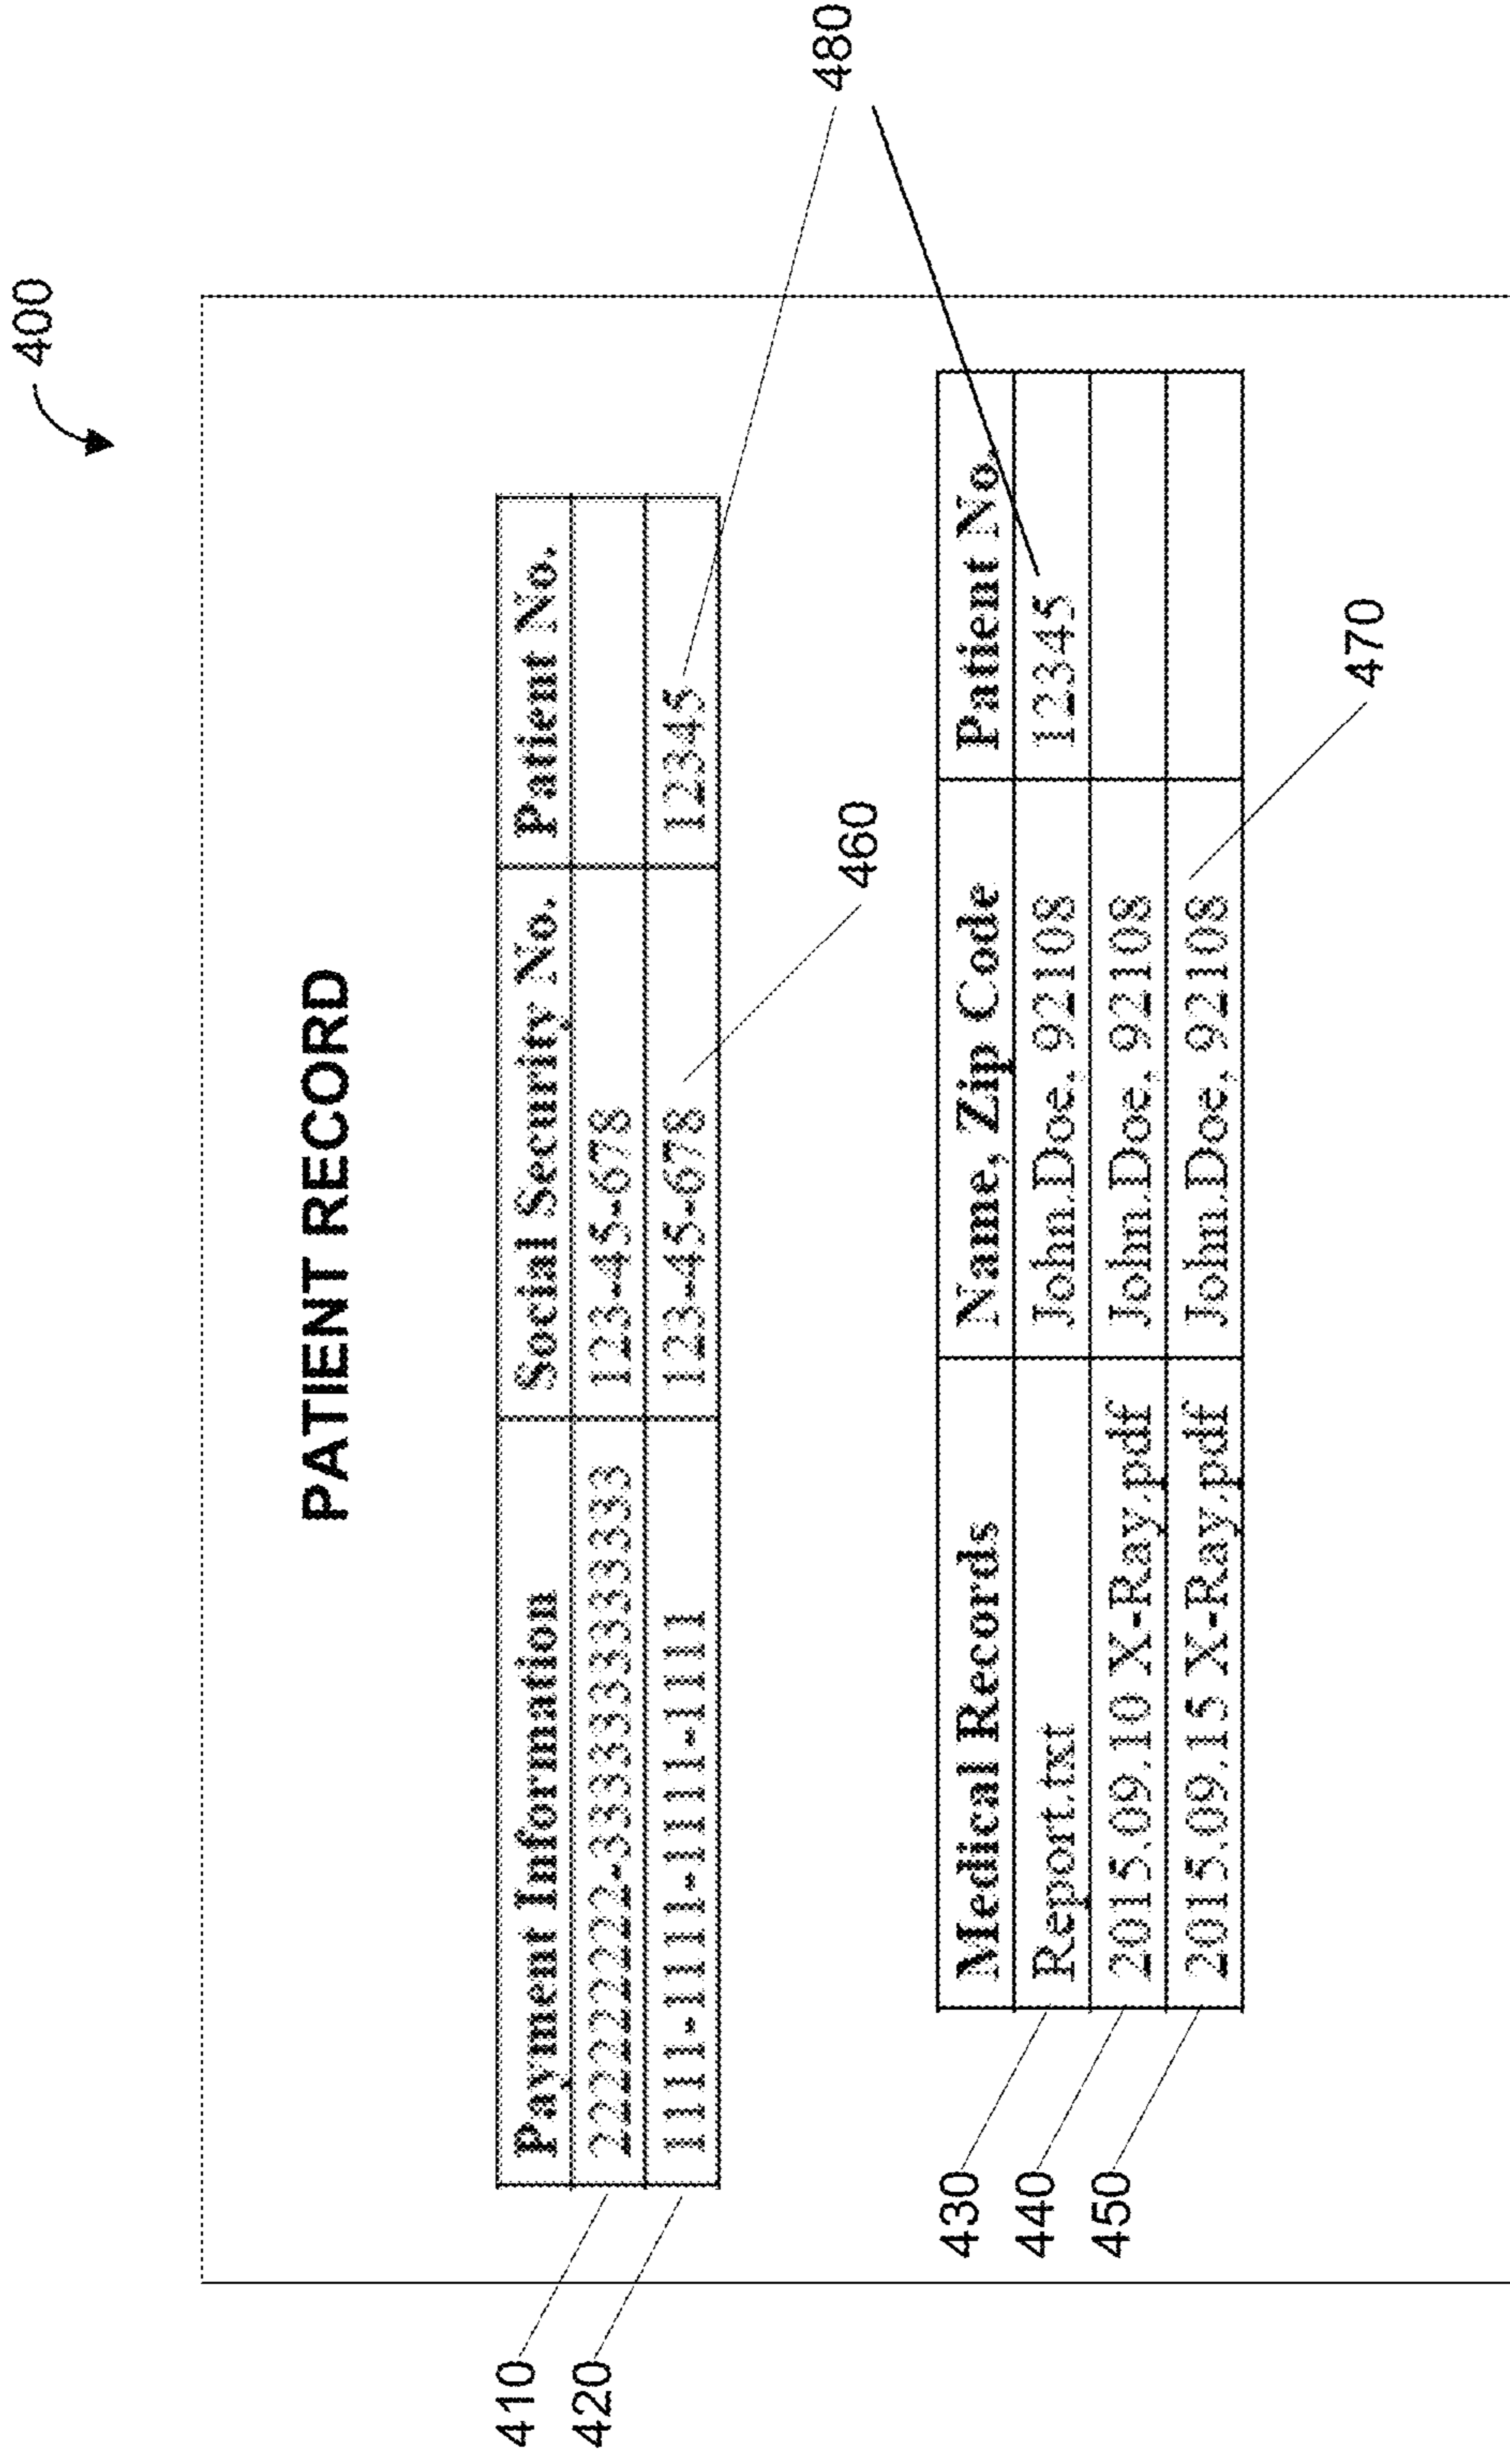 400
PATIENT RECORD
Payment Information Social Security No. Patient No.
410 2222222-3333333333 123-45-678
420 1111-1111-1111-1111 123-45-678 12345
480
460
Medical Records Name, Zip Code Patient No.
430 Report.txt John.Doe, 92108 12345
440 2015.09.10 X-Ray.pdf John.Doe, 92108
450 2015.09.15 X-Ray.pdf John.Doe, 92108
470